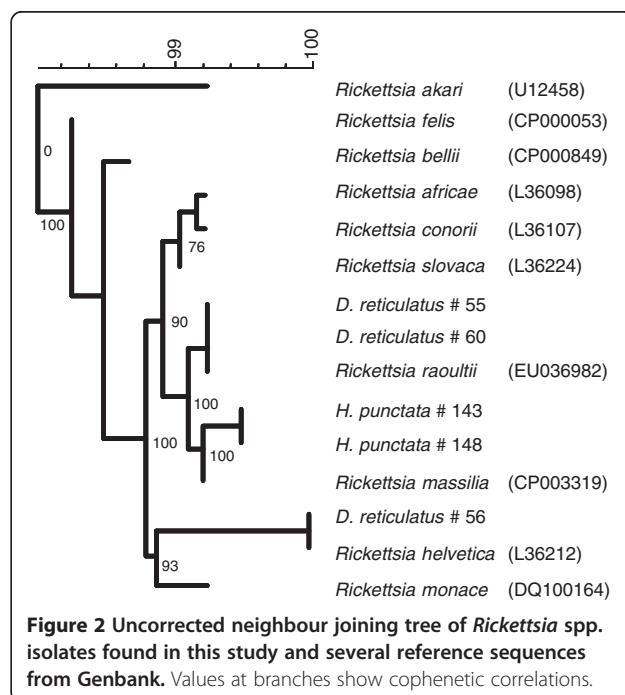 99
100
Rickettsia akari (U12458)
0
Rickettsia felis (CP000053)
Rickettsia bellii (CP000849)
100
Rickettsia africae (L36098)
Rickettsia conorii (L36107)
76
Rickettsia slovaca (L36224)
D. reticulatus # 55
90
D. reticulatus # 60
Rickettsia raoultii (EU036982)
100
H. punctata # 143
100
H. punctata # 148
100
Rickettsia massilia (CP003319)
D. reticulatus # 56
Rickettsia helvetica (L36212)
93
Rickettsia monace (DQ100164)
Figure 2 Uncorrected neighbour joining tree of Rickettsia spp.
isolates found in this study and several reference sequences
from Genbank. Values at branches show cophenetic correlations.